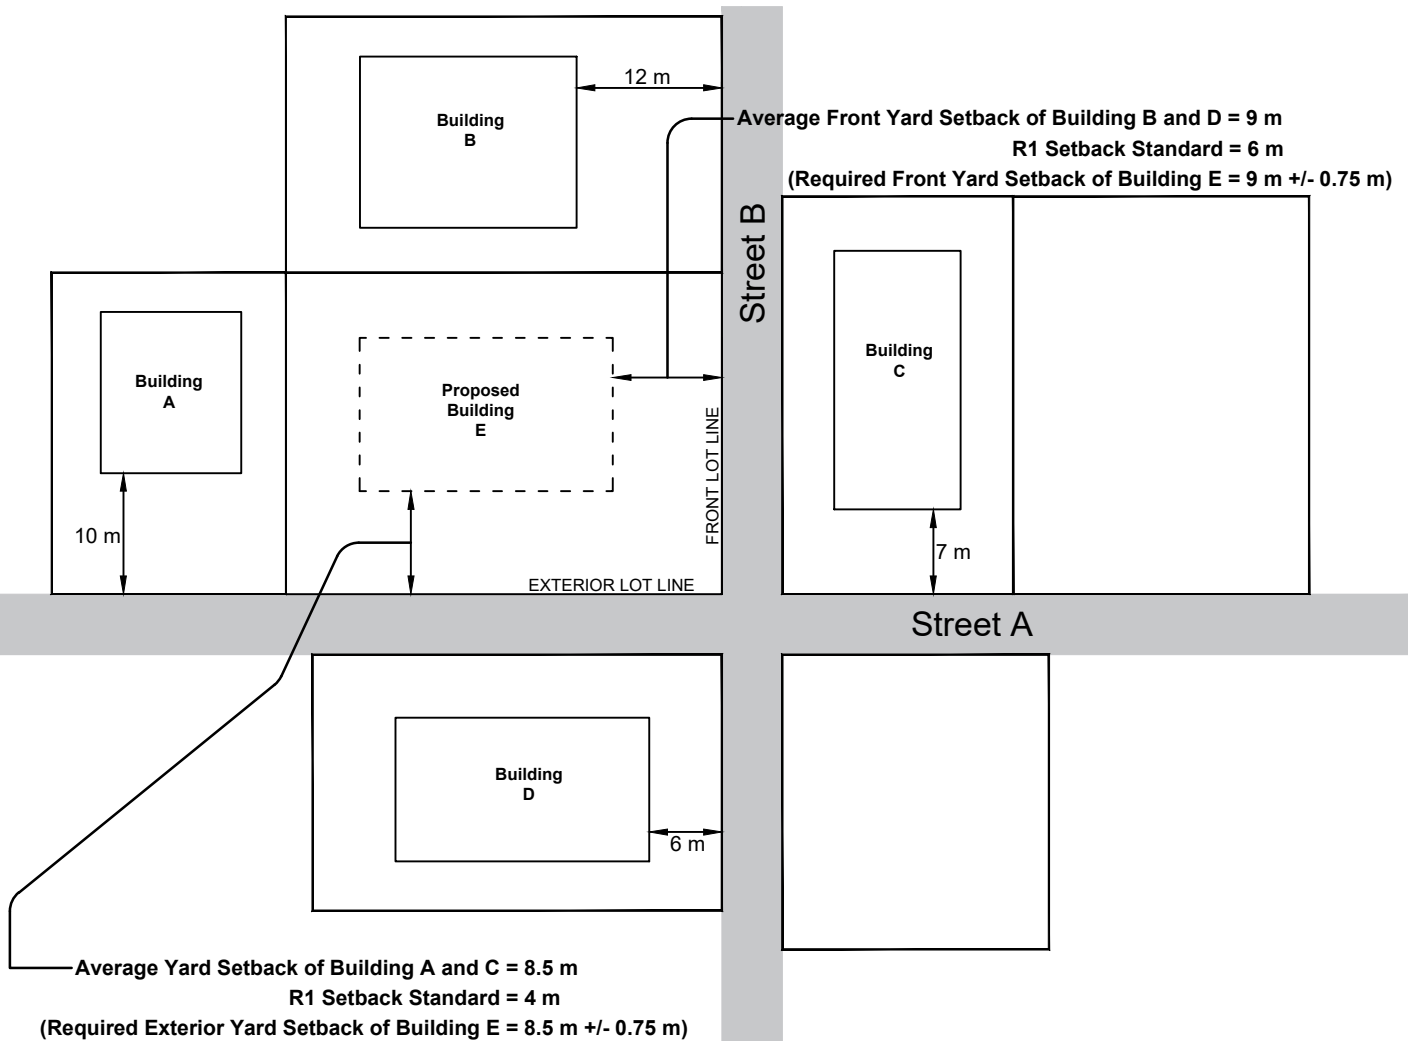 12 m
Building
B
Average Front Yard Setback of Building B and D = 9 m
R1 Setback Standard = 6 m
(Required Front Yard Setback of Building E = 9 m +/- 0.75 m)
Street B
Building
A
Proposed
Building
E
Building
C
FRONT LOT LINE
10 m
7 m
EXTERIOR LOT LINE
Street A
Building
D
6 m
Average Yard Setback of Building A and C = 8.5 m
R1 Setback Standard = 4 m
(Required Exterior Yard Setback of Building E = 8.5 m +/- 0.75 m)